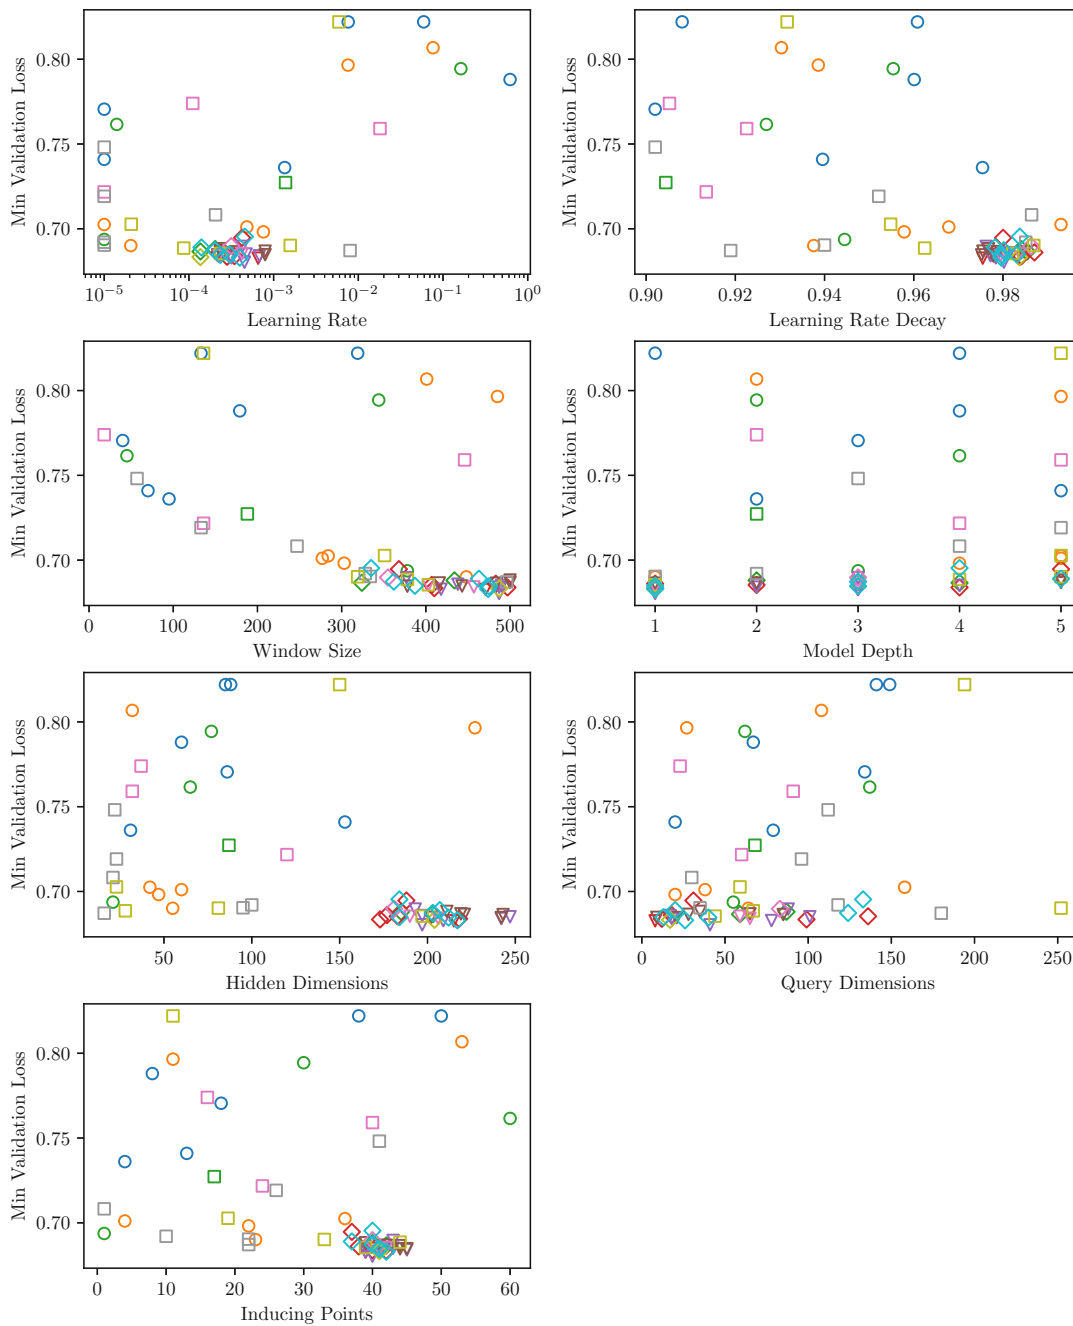 Min Validation Loss
0.80
0.75
0.70
10⁻⁵ 10⁻⁴ 10⁻³ 10⁻² 10⁻¹ 10⁰
Learning Rate
Min Validation Loss
0.80
0.75
0.70
0.90 0.92 0.94 0.96 0.98
Learning Rate Decay
Min Validation Loss
0.80
0.75
0.70
0 100 200 300 400 500
Window Size
Min Validation Loss
0.80
0.75
0.70
1 2 3 4 5
Model Depth
Min Validation Loss
0.80
0.75
0.70
50 100 150 200 250
Hidden Dimensions
Min Validation Loss
0.80
0.75
0.70
0 50 100 150 200 250
Query Dimensions
Min Validation Loss
0.80
0.75
0.70
0 10 20 30 40 50 60
Inducing Points